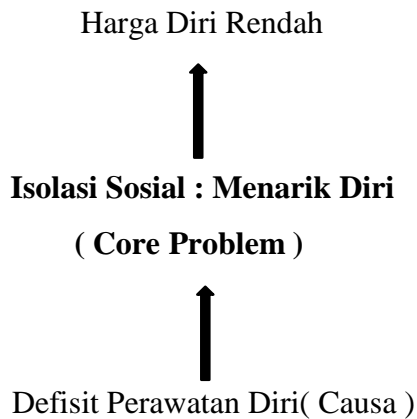 Harga Diri Rendah
Isolasi Sosial : Menarik Diri
( Core Problem )
Defisit Perawatan Diri( Causa )